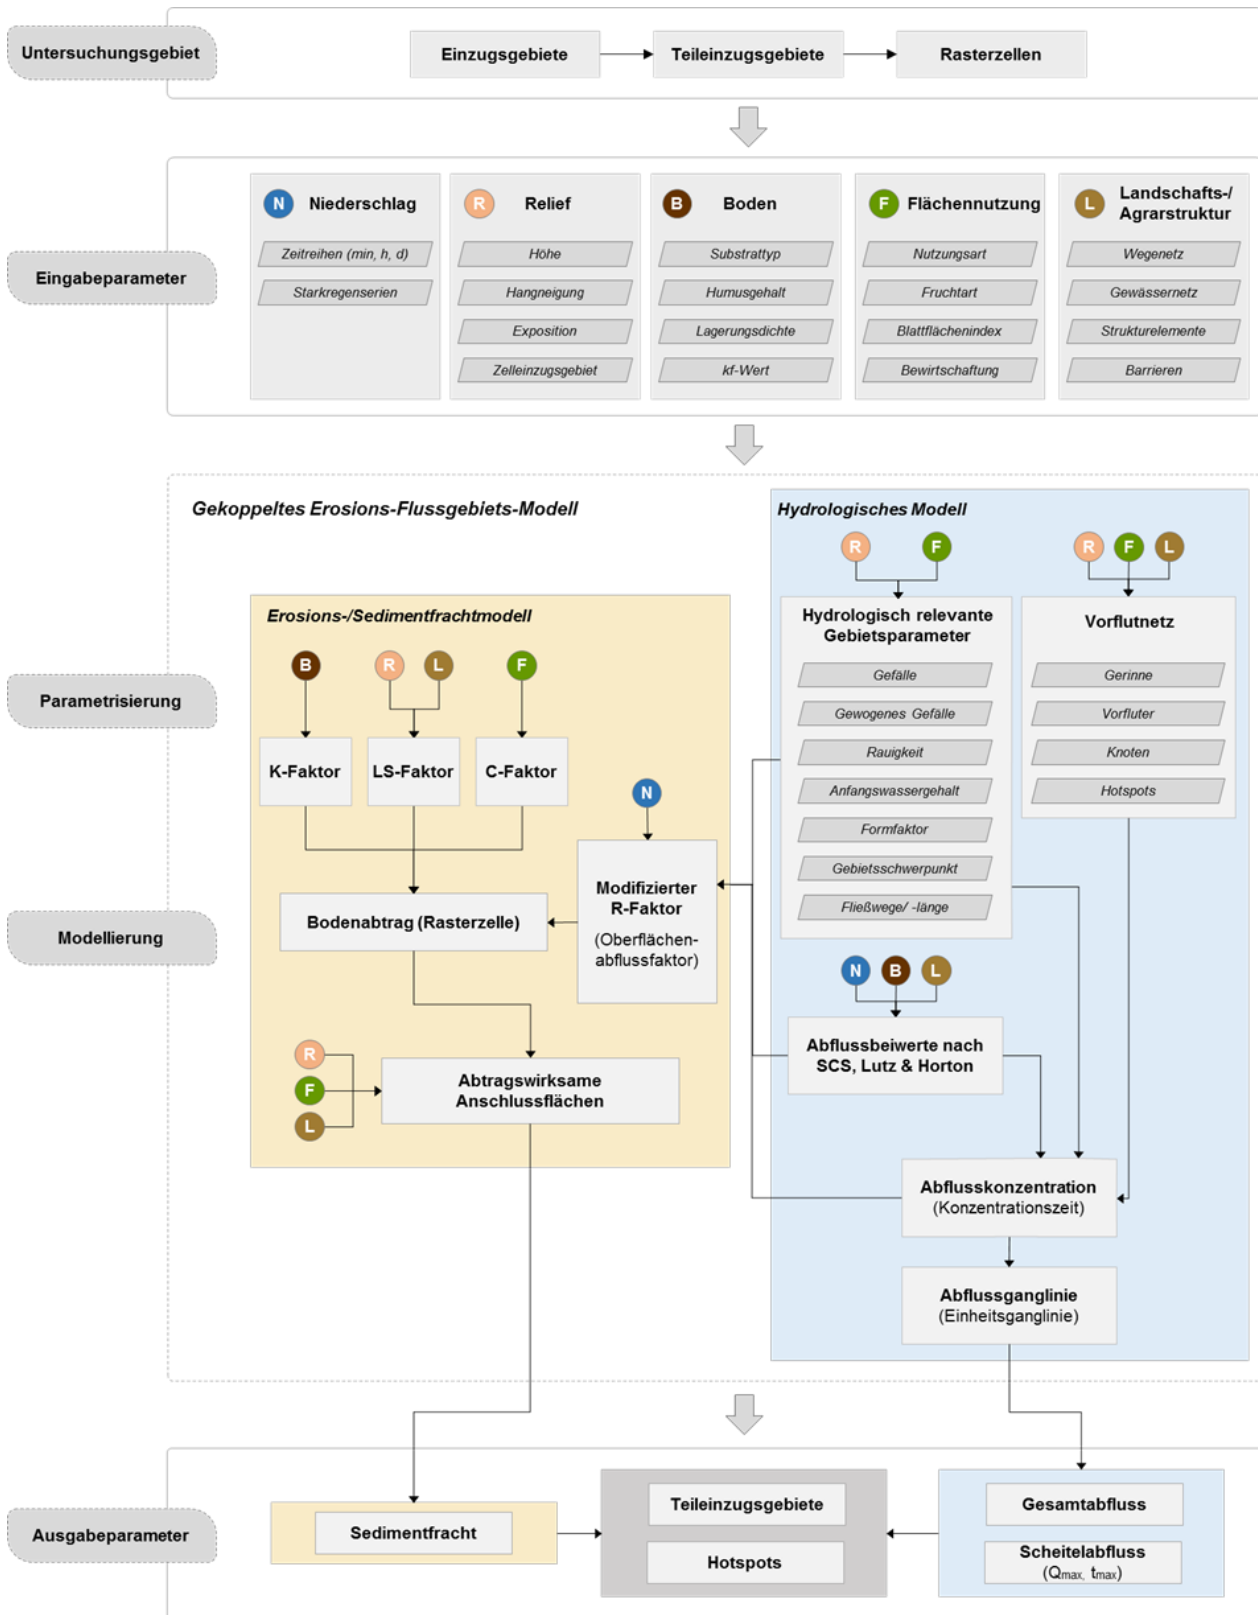 Untersuchungsgebiet
Einzugsgebiete
Teileinzugsgebiete
Rasterzellen
Eingabeparameter
N
Niederschlag
Zeitreihen (min, h, d)
Starkregenserien
R
Relief
Höhe
Hangneigung
Exposition
Zelleinzugsgebiet
B
Boden
Substrattyp
Humusgehalt
Lagerungsdichte
kf-Wert
F
Flächennutzung
Nutzungsart
Fruchtart
Blattflächenindex
Bewirtschaftung
L
Landschafts-/
Agrarstruktur
Wegenetz
Gewässernetz
Strukturelemente
Barrieren
Parametrisierung
Modellierung
Gekoppeltes Erosions-Flussgebiets-Modell
Erosions-/Sedimentfrachtmodell
B
R
L
F
K-Faktor
LS-Faktor
C-Faktor
N
Modifizierter
R-Faktor
(Oberflächen-
abflussfaktor)
Bodenabtrag (Rasterzelle)
R
F
L
Abtragswirksame
Anschlussflächen
Hydrologisches Modell
R
F
Hydrologisch relevante
Gebietsparameter
Gefälle
Gewogenes Gefälle
Rauigkeit
Anfangswassergehalt
Formfaktor
Gebietsschwerpunkt
Fließwege/ -länge
R
F
L
Vorflutnetz
Gerinne
Vorfluter
Knoten
Hotspots
N
B
L
Abflussbeiwerte nach
SCS, Lutz & Horton
Abflusskonzentration
(Konzentrationszeit)
Abflussganglinie
(Einheitsganglinie)
Ausgabeparameter
Sedimentfracht
Teileinzugsgebiete
Hotspots
Gesamtabfluss
Scheitelabfluss
(Qmax, tmax)